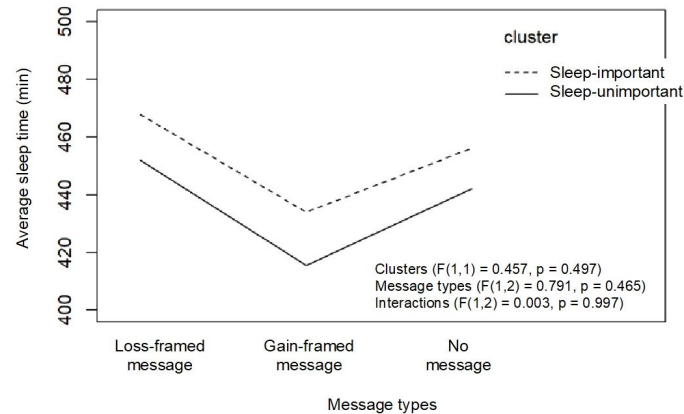 500
480
460
440
420
400
Average sleep time (min)
cluster
Sleep-important
Sleep-unimportant
Clusters (F(1,1) = 0.457, p = 0.497)
Message types (F(1,2) = 0.791, p = 0.465)
Interactions (F(1,2) = 0.003, p = 0.997)
Loss-framed
message
Gain-framed
message
No
message
Message types